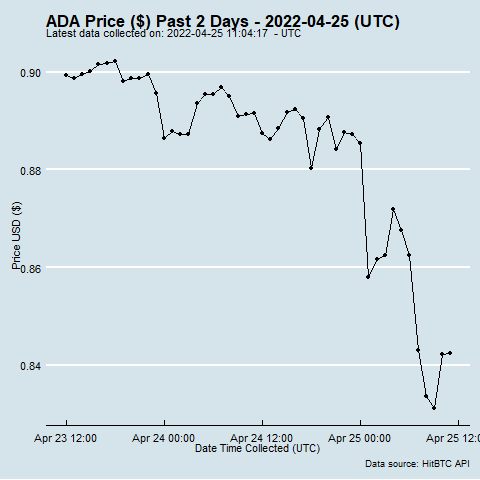 ADA Price ($) Past 2 Days - 2022-04-25 (UTC)
Latest data collected on: 2022-04-25 11:04:17 - UTC
0.90
0.88
0.86
0.84
Price USD ($)
Apr 23 12:00 Apr 24 00:00 Apr 24 12:00 Apr 25 00:00 Apr 25 12:00
Date Time Collected (UTC)
Data source: HitBTC API